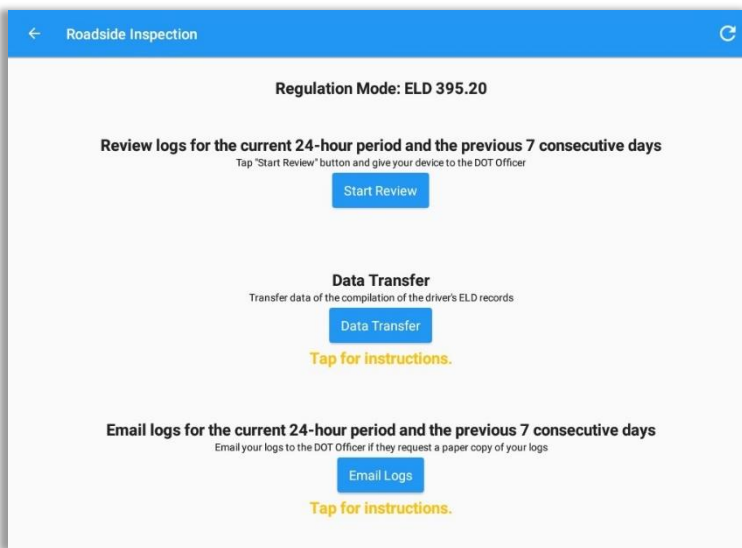 Roadside Inspection
Regulation Mode: ELD 395.20
Review logs for the current 24-hour period and the previous 7 consecutive days
Tap "Start Review" button and give your device to the DOT Officer
Start Review
Data Transfer
Transfer data of the compilation of the driver's ELD records
Data Transfer
Tap for instructions.
Email logs for the current 24-hour period and the previous 7 consecutive days
Email your logs to the DOT Officer if they request a paper copy of your logs
Email Logs
Tap for instructions.